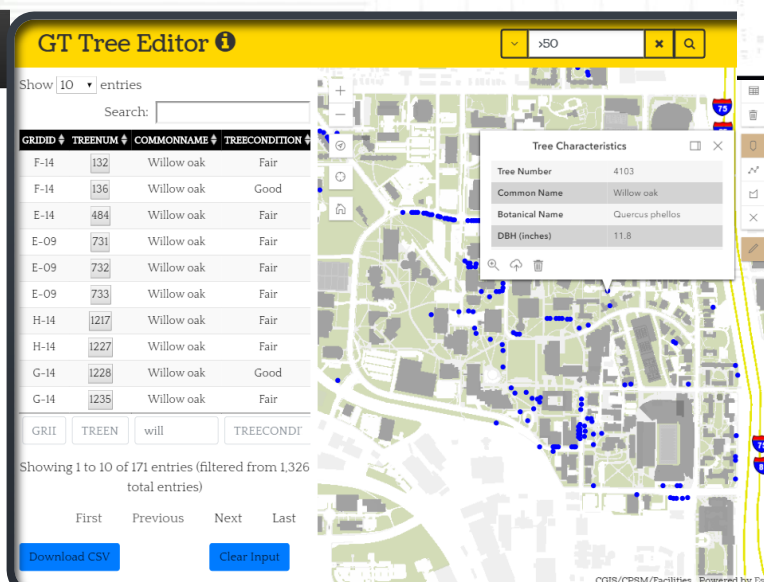 GT Tree Editor
>50
Show 10 entries
Search:
GRIDID TREENUM COMMONNAME TREECONDITION
F-14 132 Willow oak Fair
F-14 136 Willow oak Good
E-14 484 Willow oak Fair
E-09 731 Willow oak Fair
E-09 732 Willow oak Fair
E-09 733 Willow oak Fair
H-14 1217 Willow oak Fair
H-14 1227 Willow oak Fair
G-14 1228 Willow oak Good
G-14 1235 Willow oak Fair
GRII TREEN will TREECONDI
Showing 1 to 10 of 171 entries (filtered from 1,326
total entries)
First Previous Next Last
Download CSV Clear Input
75
Tree Characteristics
Tree Number 4103
Common Name Willow oak
Botanical Name Quercus phellos
DBH (inches) 11.8
CGIS/CPSM/Facilities Powered by